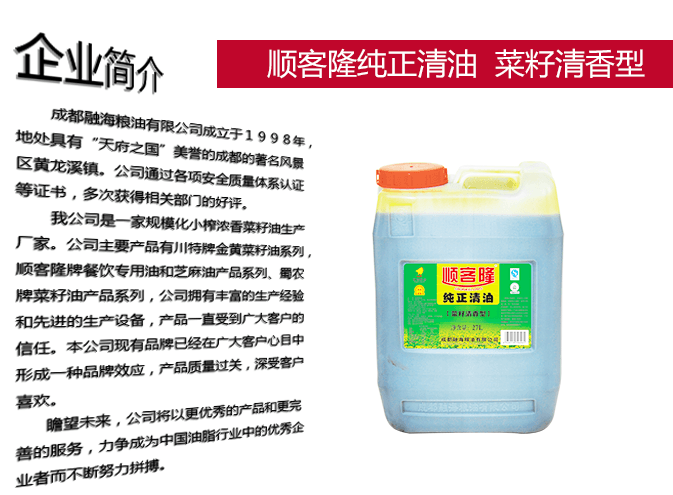 企业简介
顺客隆纯正清油 菜籽清香型
成都融海粮油有限公司成立于1998年，
地处具有“天府之国”美誉的成都的著名风景
区黄龙溪镇。公司通过各项安全质量体系认证
等证书，多次获得相关部门的好评。
我公司是一家规模化小榨浓香菜籽油生产
厂家。公司主要产品有川特牌金黄菜籽油系列，
顺客隆牌餐饮专用油和芝麻油产品系列、蜀农
牌菜籽油产品系列，公司拥有丰富的生产经验
和先进的生产设备，产品一直受到广大客户的
信任。本公司现有品牌已经在广大客户心目中
形成一种品牌效应，产品质量过关，深受客户
喜欢。
瞻望未来，公司将以更优秀的产品和更完
善的服务，力争成为中国油脂行业中的优秀企
业者而不断努力拼搏。
顺客隆
纯正清油
［菜籽清香型］
净含量：27L
成都融海粮油有限公司